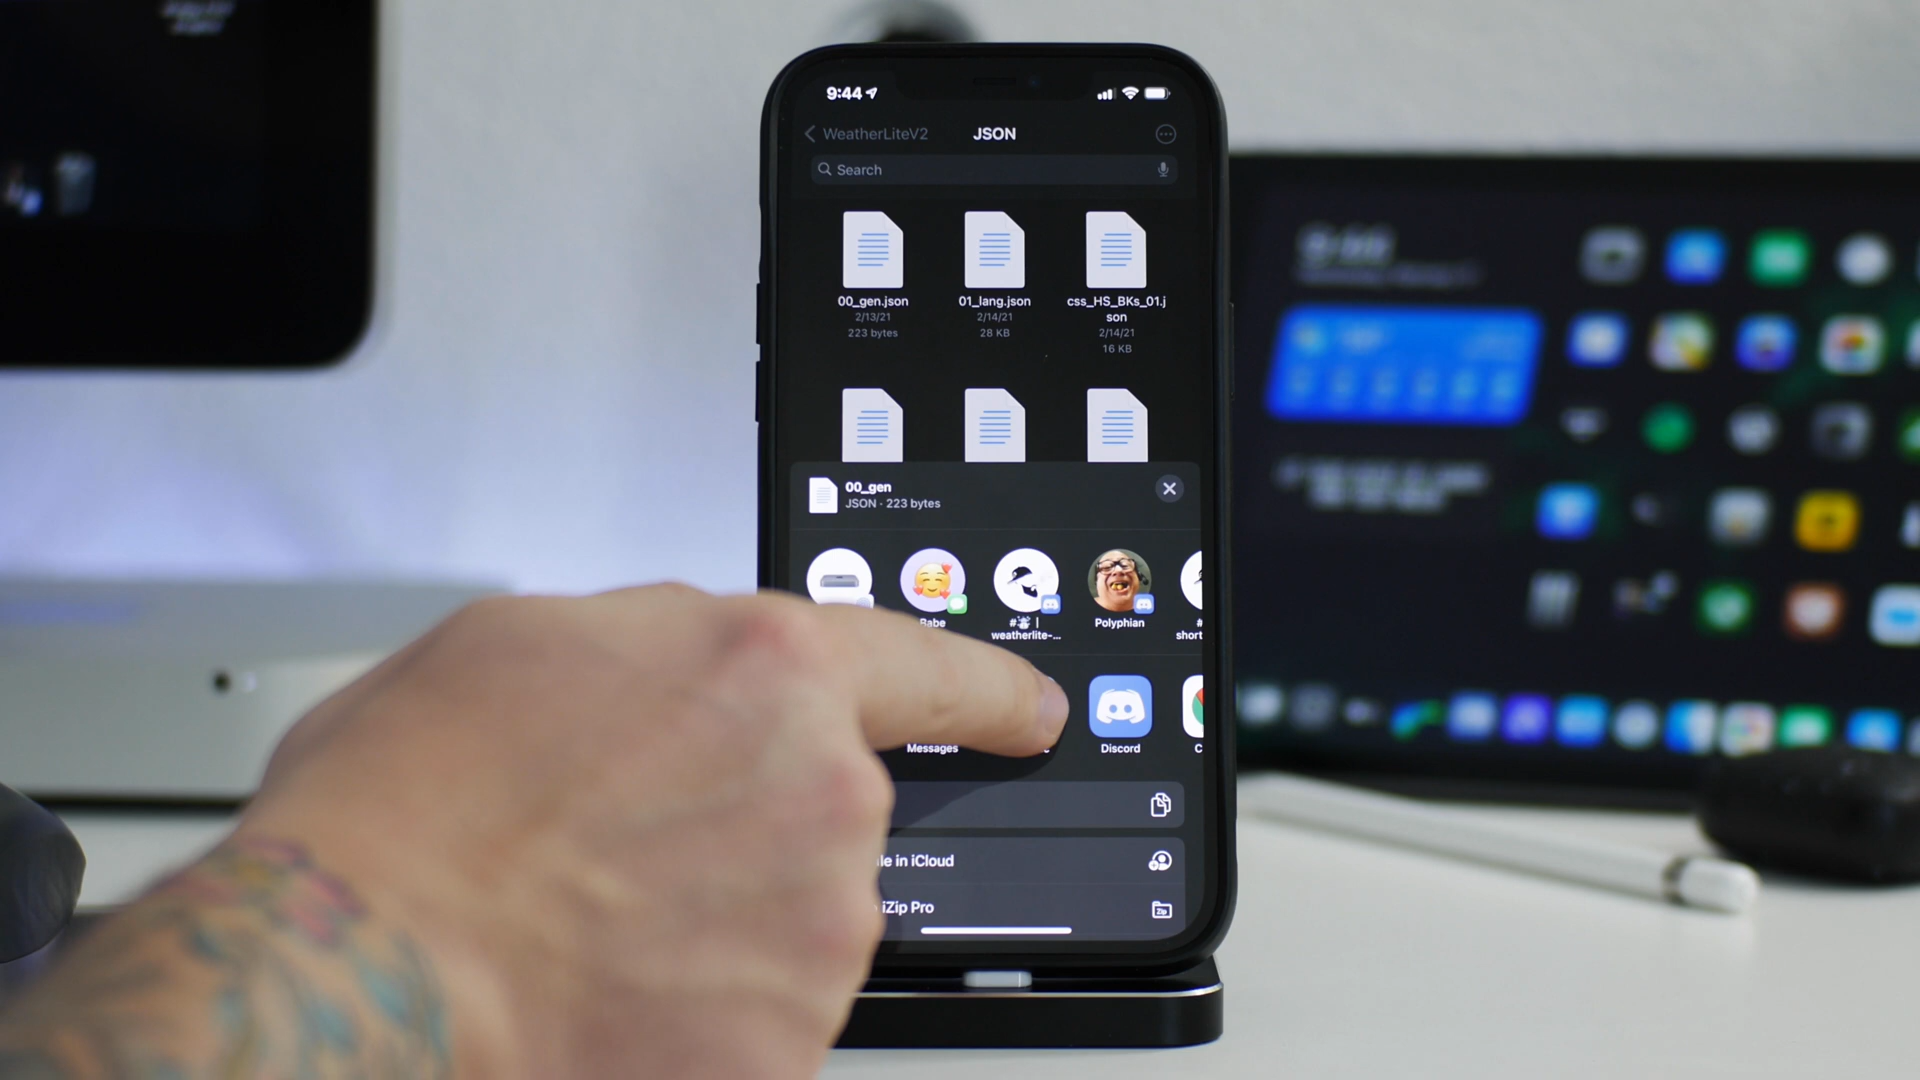 9:44
WeatherLiteV2
JSON
Search
00_gen.json
2/13/21
223 bytes
01_lang.json
2/14/21
28 KB
css_HS_BKs_01.j
son
2/14/21
16 KB
00_gen
JSON · 223 bytes
Babe
#
|
weatherlite-...
Polyphian
#
short
Messages
Discord
C
le in iCloud
iZip Pro
Zip